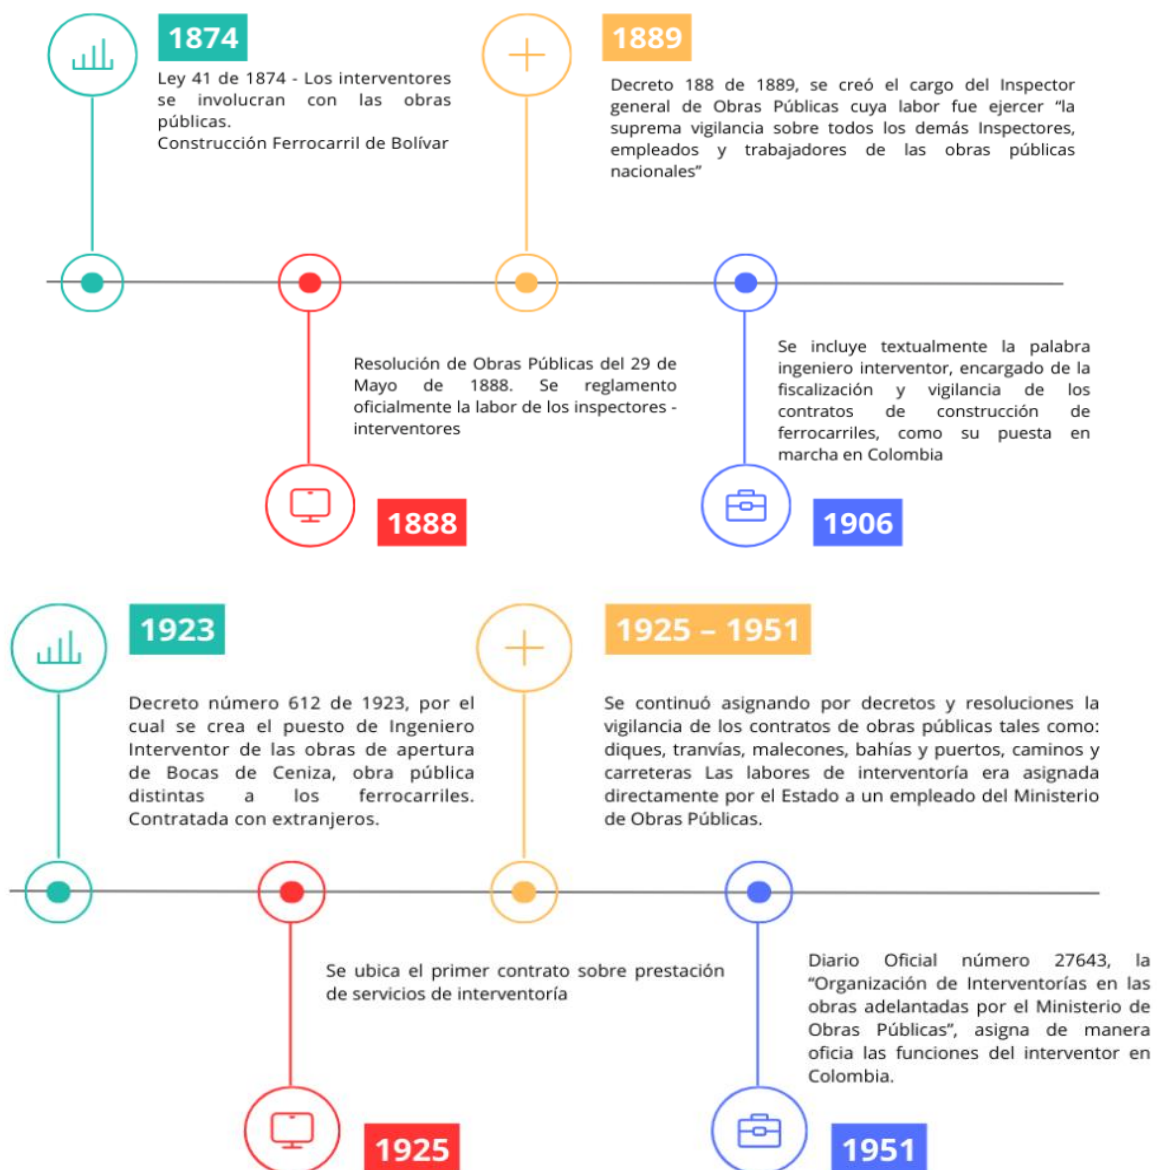 1874
Ley 41 de 1874 - Los interventores
se involucran con las obras
públicas.
Construcción Ferrocarril de Bolívar
1889
Decreto 188 de 1889, se creó el cargo del Inspector
general de Obras Públicas cuya labor fue ejercer “la
suprema vigilancia sobre todos los demás Inspectores,
empleados y trabajadores de las obras públicas
nacionales”
Resolución de Obras Públicas del 29 de
Mayo de 1888. Se reglamento
oficialmente la labor de los inspectores -
interventores
1888
Se incluye textualmente la palabra
ingeniero interventor, encargado de la
fiscalización y vigilancia de los
contratos de construcción de
ferrocarriles, como su puesta en
marcha en Colombia
1906
1923
Decreto número 612 de 1923, por el
cual se crea el puesto de Ingeniero
Interventor de las obras de apertura
de Bocas de Ceniza, obra pública
distintas a los ferrocarriles.
Contratada con extranjeros.
1925 – 1951
Se continuó asignando por decretos y resoluciones la
vigilancia de los contratos de obras públicas tales como:
diques, tranvías, malecones, bahías y puertos, caminos y
carreteras Las labores de interventoría era asignada
directamente por el Estado a un empleado del Ministerio
de Obras Públicas.
Se ubica el primer contrato sobre prestación
de servicios de interventoría
1925
Diario Oficial número 27643, la
“Organización de Interventorías en las
obras adelantadas por el Ministerio de
Obras Públicas”, asigna de manera
oficia las funciones del interventor en
Colombia.
1951